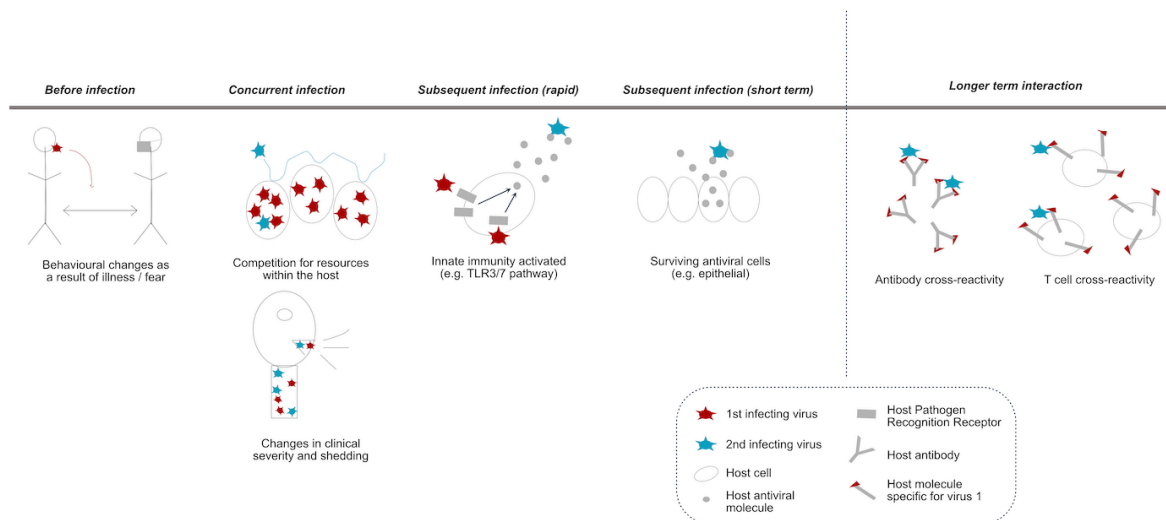 Before infection
Concurrent infection
Subsequent infection (rapid)
Subsequent infection (short term)
Longer term interaction
Behavioural changes as
a result of illness / fear
Competition for resources
within the host
Innate immunity activated
(e.g. TLR3/7 pathway)
Surviving antiviral cells
(e.g. epithelial)
Antibody cross-reactivity
T cell cross-reactivity
Changes in clinical
severity and shedding
1st infecting virus
2nd infecting virus
Host cell
Host antiviral
molecule
Host Pathogen
Recognition Receptor
Host antibody
Host molecule
specific for virus 1